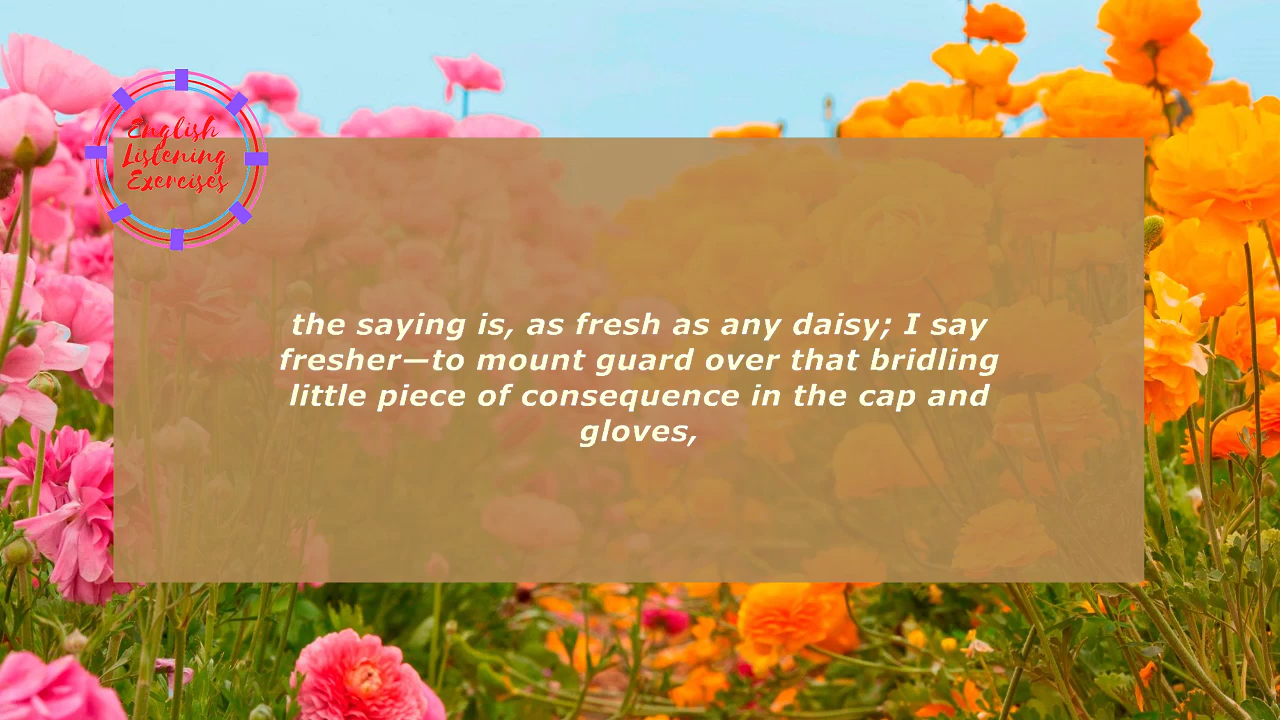 English
Listening
Exercises
the saying is, as fresh as any daisy; I say
fresher—to mount guard over that bridling
little piece of consequence in the cap and
gloves,